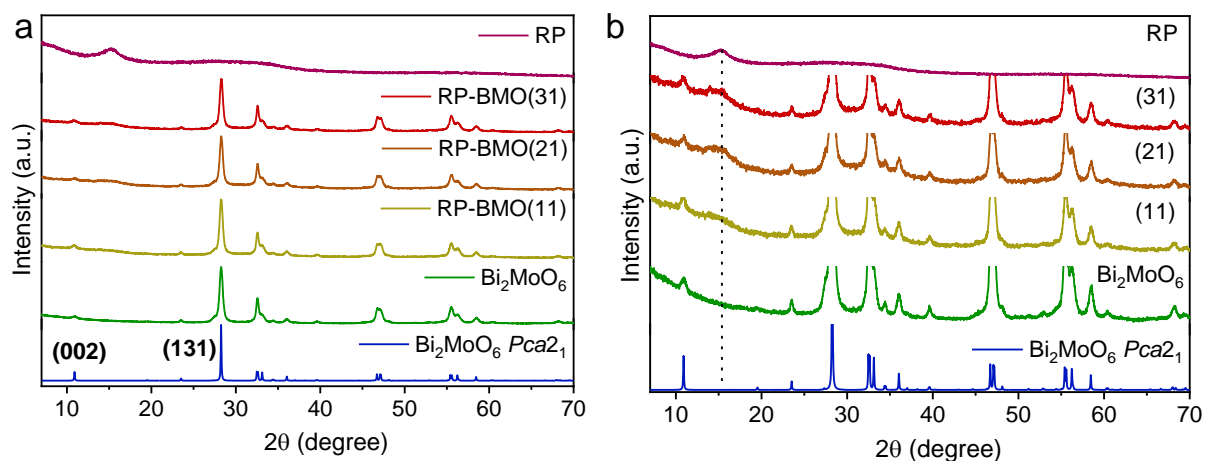 a
RP
RP-BMO(31)
RP-BMO(21)
RP-BMO(11)
Bi₂MoO₆
Bi₂MoO₆ Pca2₁
(002)
(131)
Intensity (a.u.)
10 20 30 40 50 60 70
2θ (degree)
b
RP
(31)
(21)
(11)
Bi₂MoO₆
Bi₂MoO₆ Pca2₁
Intensity (a.u.)
10 20 30 40 50 60 70
2θ (degree)